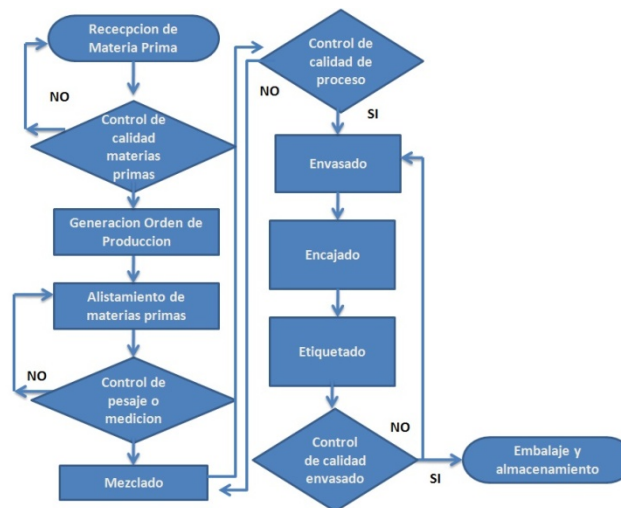 Rececpcion de
Materia Prima
NO
Control de
calidad
materias
primas
Generacion Orden de
Produccion
Alistamiento de
materias primas
NO
Control de
pesaje o
medicion
Mezclado
Control de
calidad de
proceso
NO
SI
Envasado
Encajado
Etiquetado
Control
de calidad
envasado
NO
SI
Embalaje y
almacenamiento